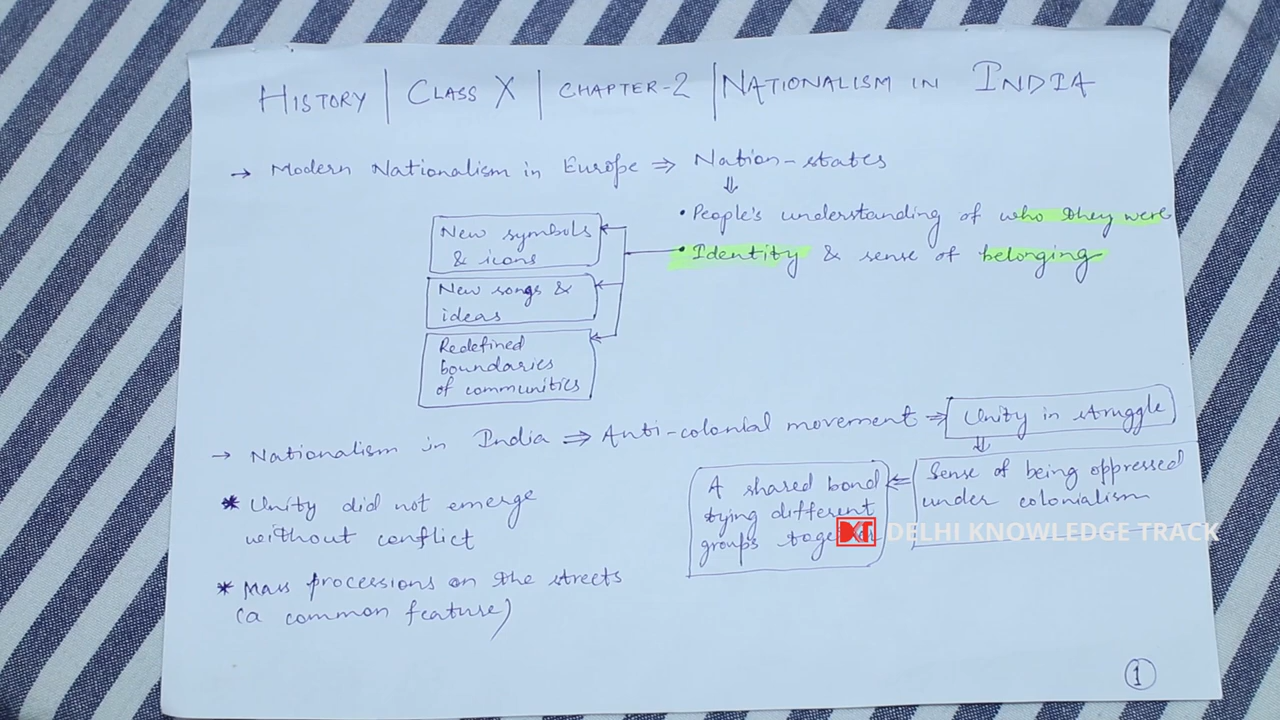 HISTORY | CLASS X | CHAPTER-2 | NATIONALISM IN INDIA
→ Modern Nationalism in Europe ⇒ Nation-states
⇓
• People's understanding of who they were
• Identity & sense of belonging
New symbols
& icons
New songs &
ideas
Redefined
boundaries
of communities
→ Nationalism in India ⇒ Anti-colonial movement ⇒ Unity in struggle
⇓
Sense of being oppressed
under colonialism
⇐
A shared bond
tying different
groups together
* Unity did not emerge
without conflict
* Mass processions on the streets
(a common feature)
DKT DELHI KNOWLEDGE TRACK
1